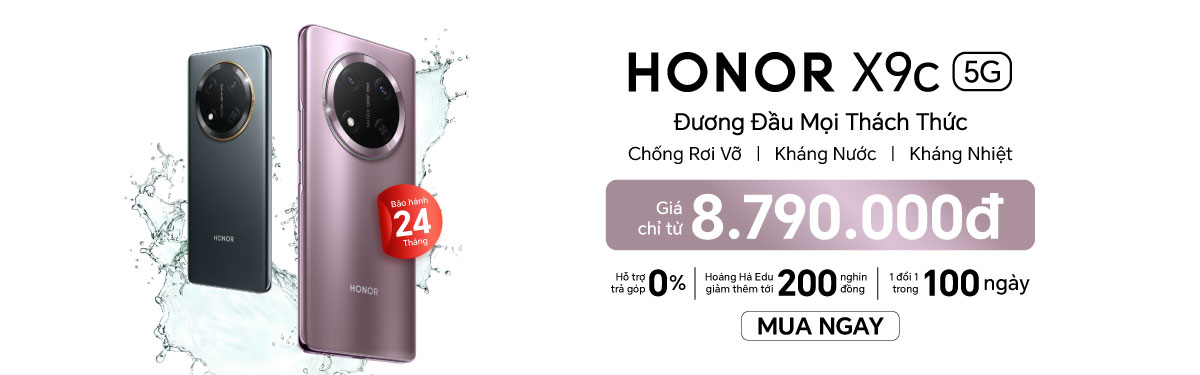 HONOR
HONOR
Bảo hành
24
Tháng
HONOR X9c 5G
Đương Đầu Mọi Thách Thức
Chống Rơi Vỡ | Kháng Nước | Kháng Nhiệt
Giá
chỉ từ 8.790.000đ
Hỗ trợ
trả góp 0%
Hoàng Hà Edu
giảm thêm tới 200 nghìn
đồng
1 đổi 1
trong 100 ngày
MUA NGAY